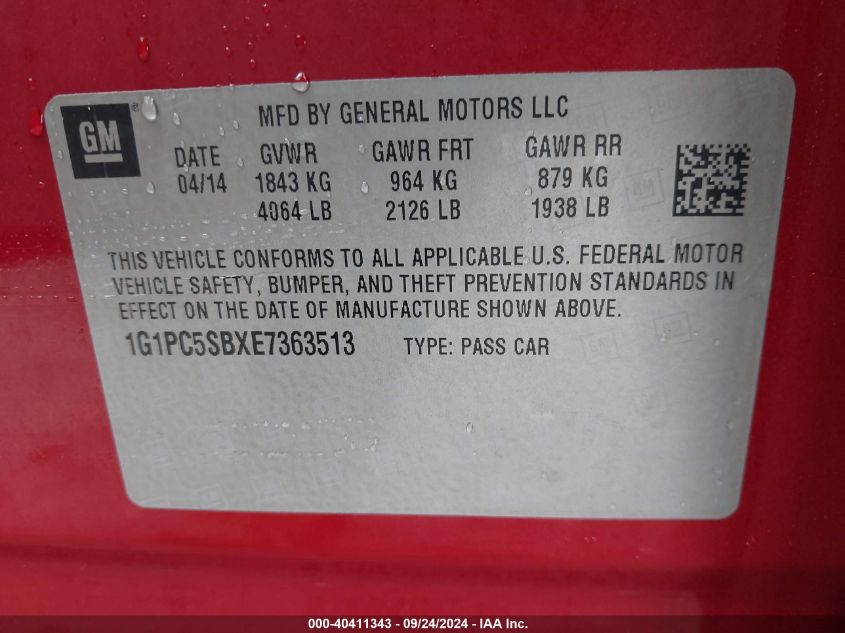 GM
MFD BY GENERAL MOTORS LLC
DATE GVWR GAWR FRT GAWR RR
04/14 1843 KG 964 KG 879 KG
4064 LB 2126 LB 1938 LB
THIS VEHICLE CONFORMS TO ALL APPLICABLE U.S. FEDERAL MOTOR
VEHICLE SAFETY, BUMPER, AND THEFT PREVENTION STANDARDS IN
EFFECT ON THE DATE OF MANUFACTURE SHOWN ABOVE.
1G1PC5SBXE7363513 TYPE: PASS CAR
000-40411343 - 09/24/2024 - IAA Inc.